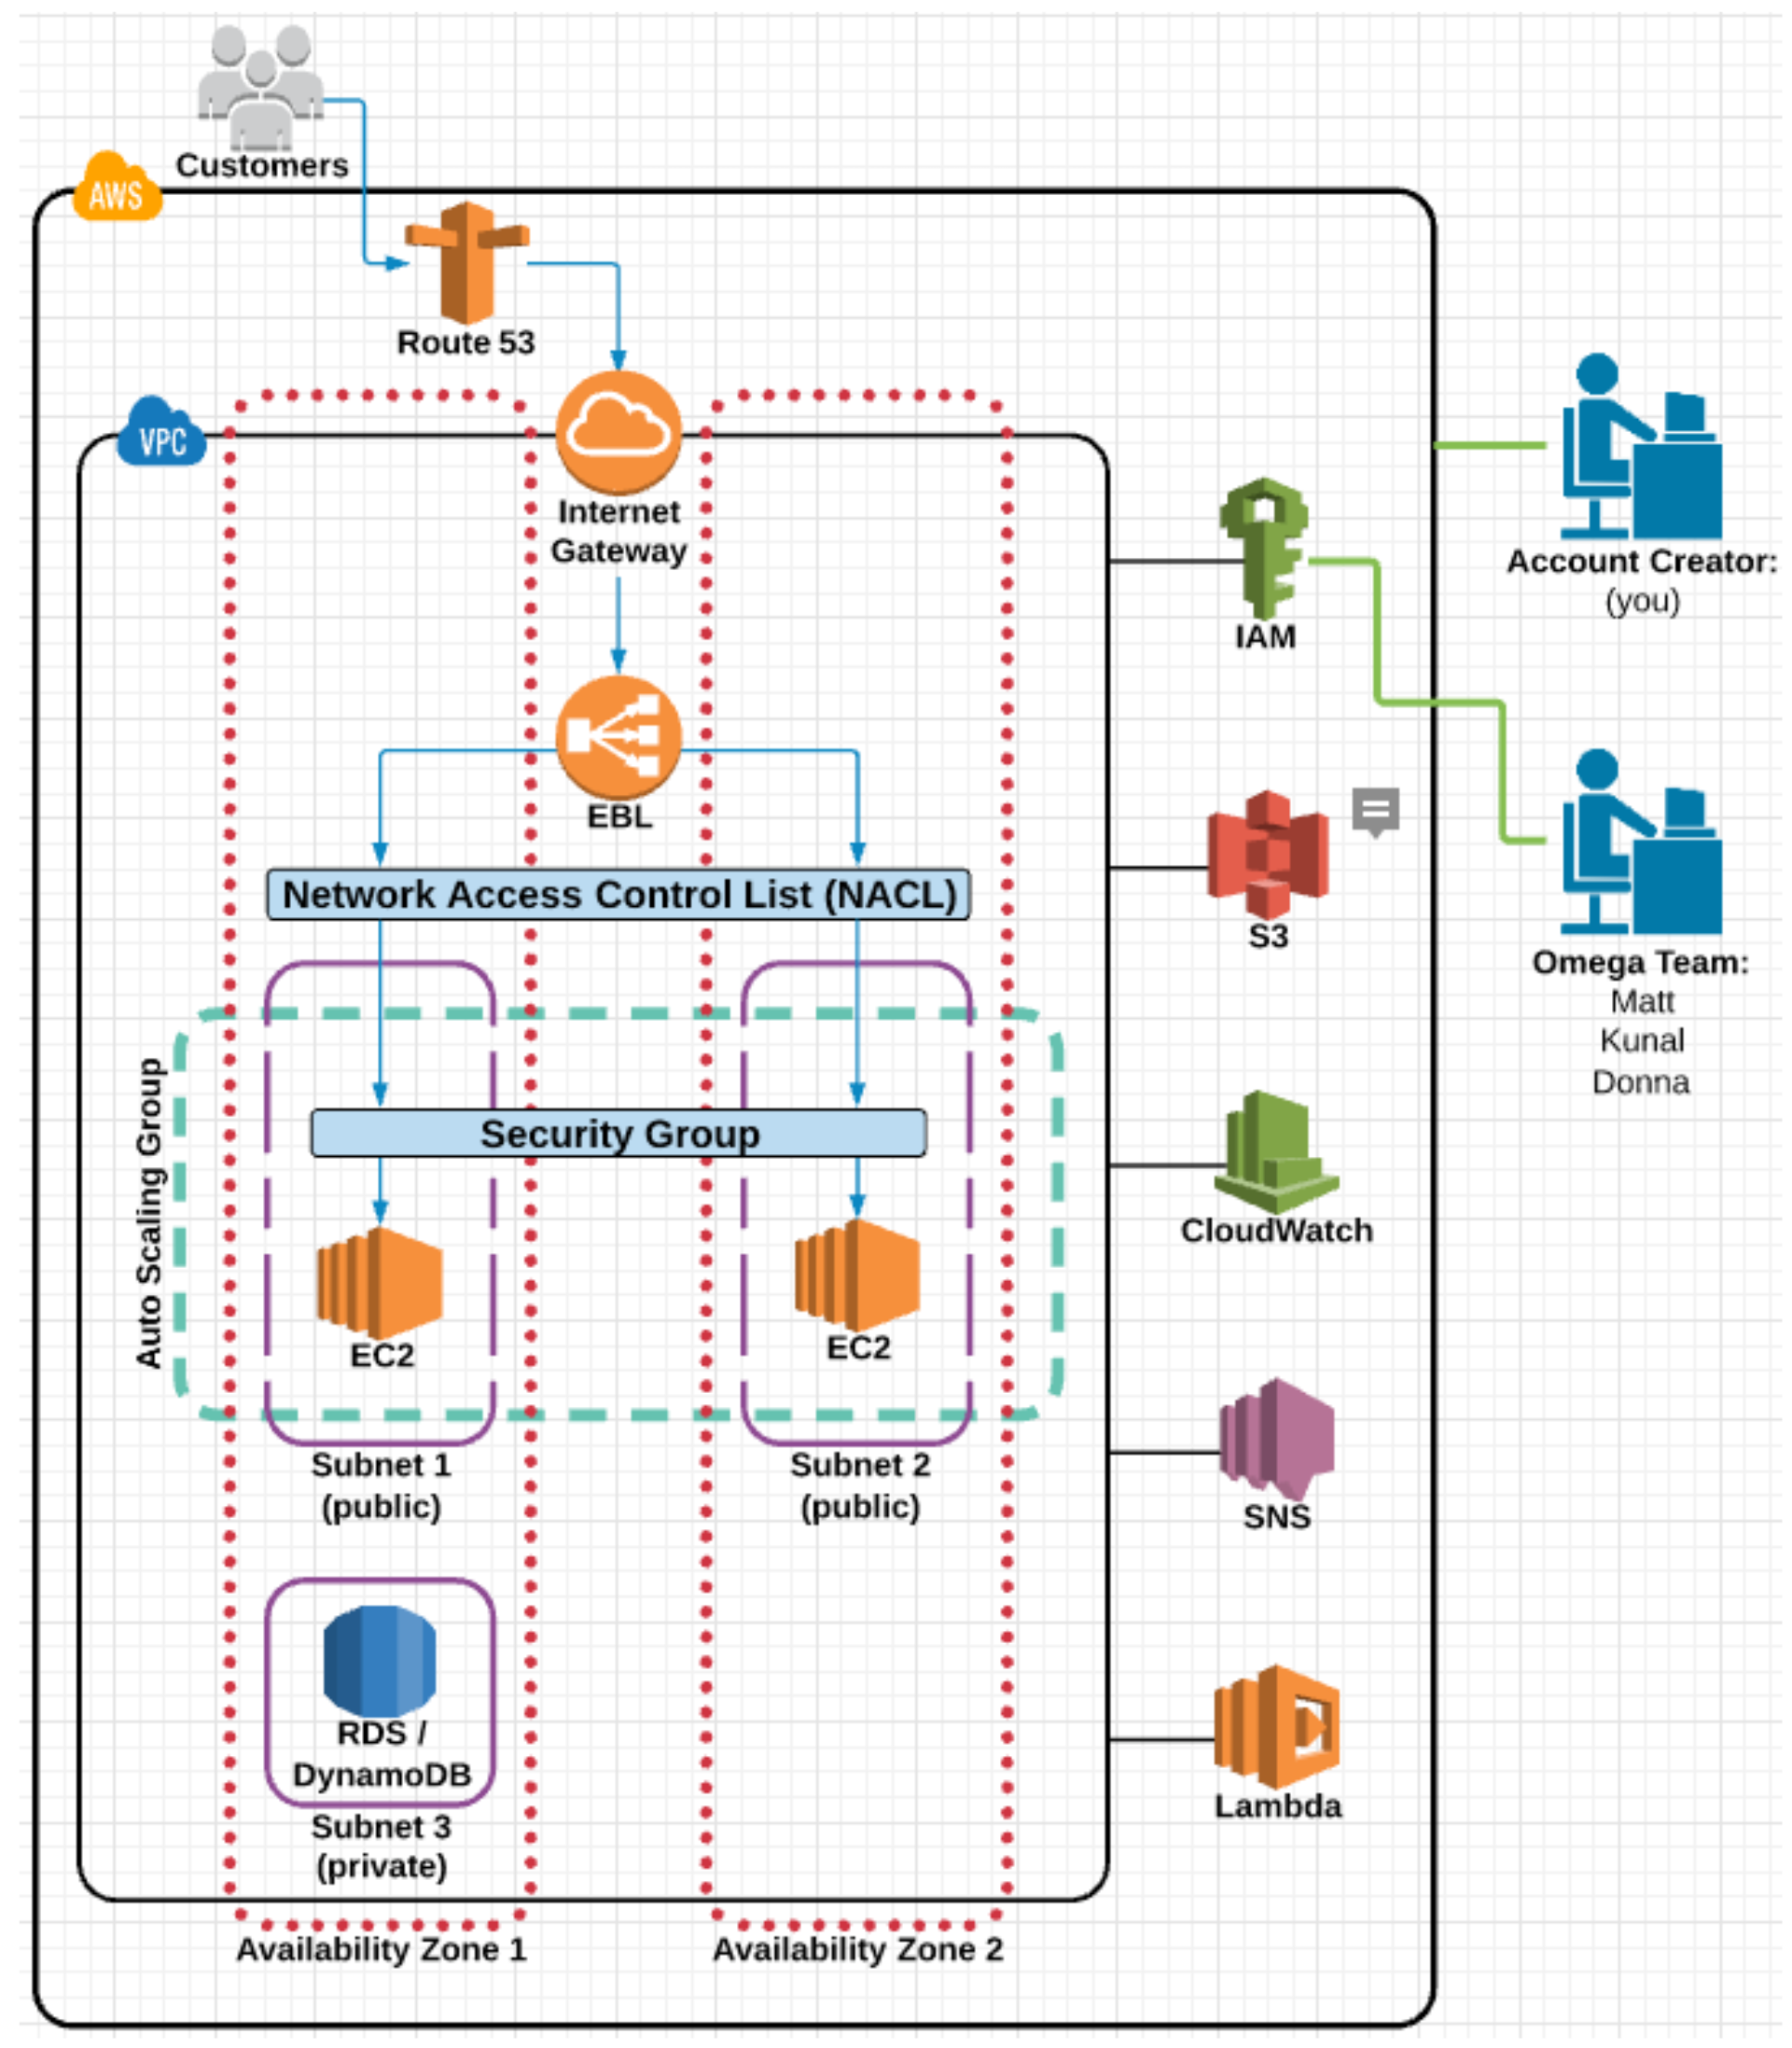 Customers
AWS
Route 53
VPC
Internet
Gateway
EBL
Network Access Control List (NACL)
Auto Scaling Group
Security Group
EC2
EC2
Subnet 1
(public)
Subnet 2
(public)
RDS /
DynamoDB
Subnet 3
(private)
Availability Zone 1
Availability Zone 2
IAM
S3
CloudWatch
SNS
Lambda
Account Creator:
(you)
Omega Team:
Matt
Kunal
Donna